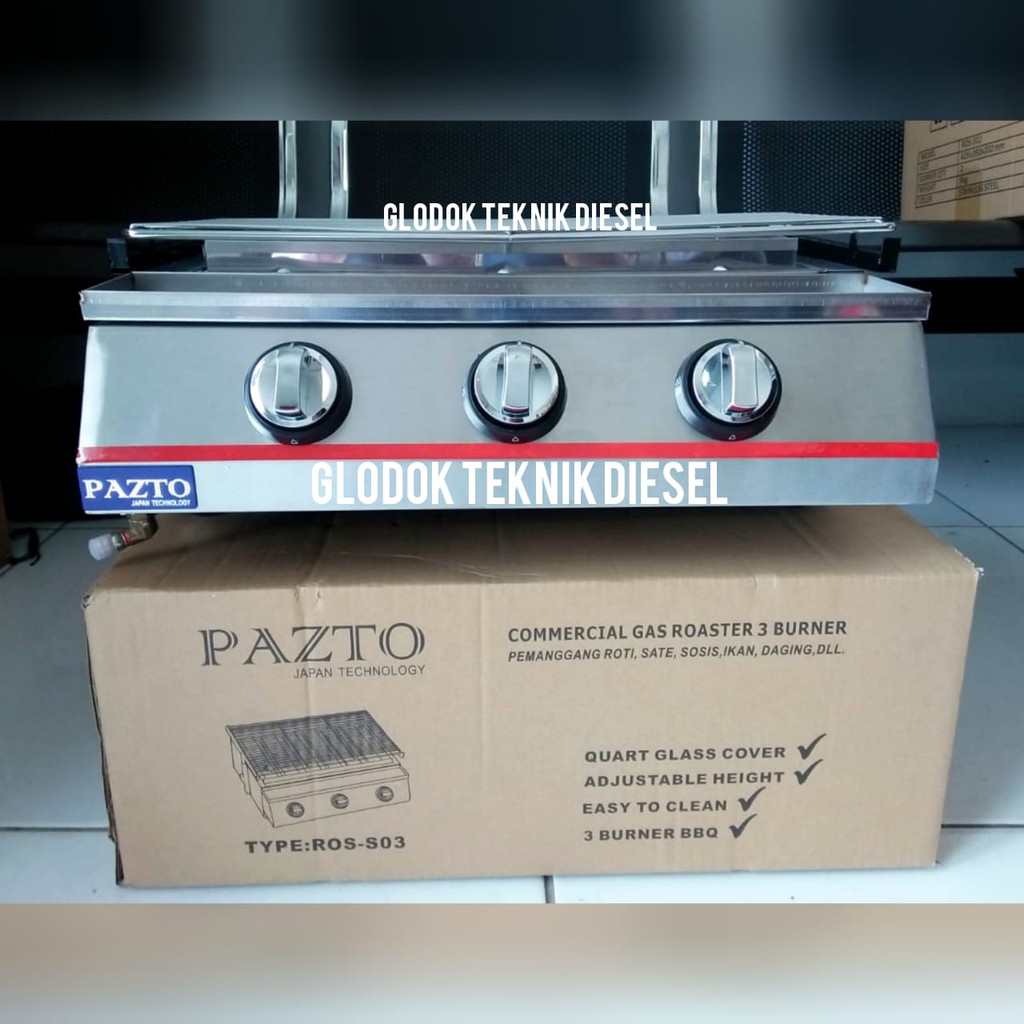 GLODOK TEKNIK DIESEL
PAZTO
JAPAN TECHNOLOGY
GLODOK TEKNIK DIESEL
PAZTO
JAPAN TECHNOLOGY
COMMERCIAL GAS ROASTER 3 BURNER
PEMANGGANG ROTI, SATE, SOSIS,IKAN, DAGING,DLL.
QUART GLASS COVER ✓
ADJUSTABLE HEIGHT ✓
EASY TO CLEAN ✓
3 BURNER BBQ ✓
TYPE:ROS-S03